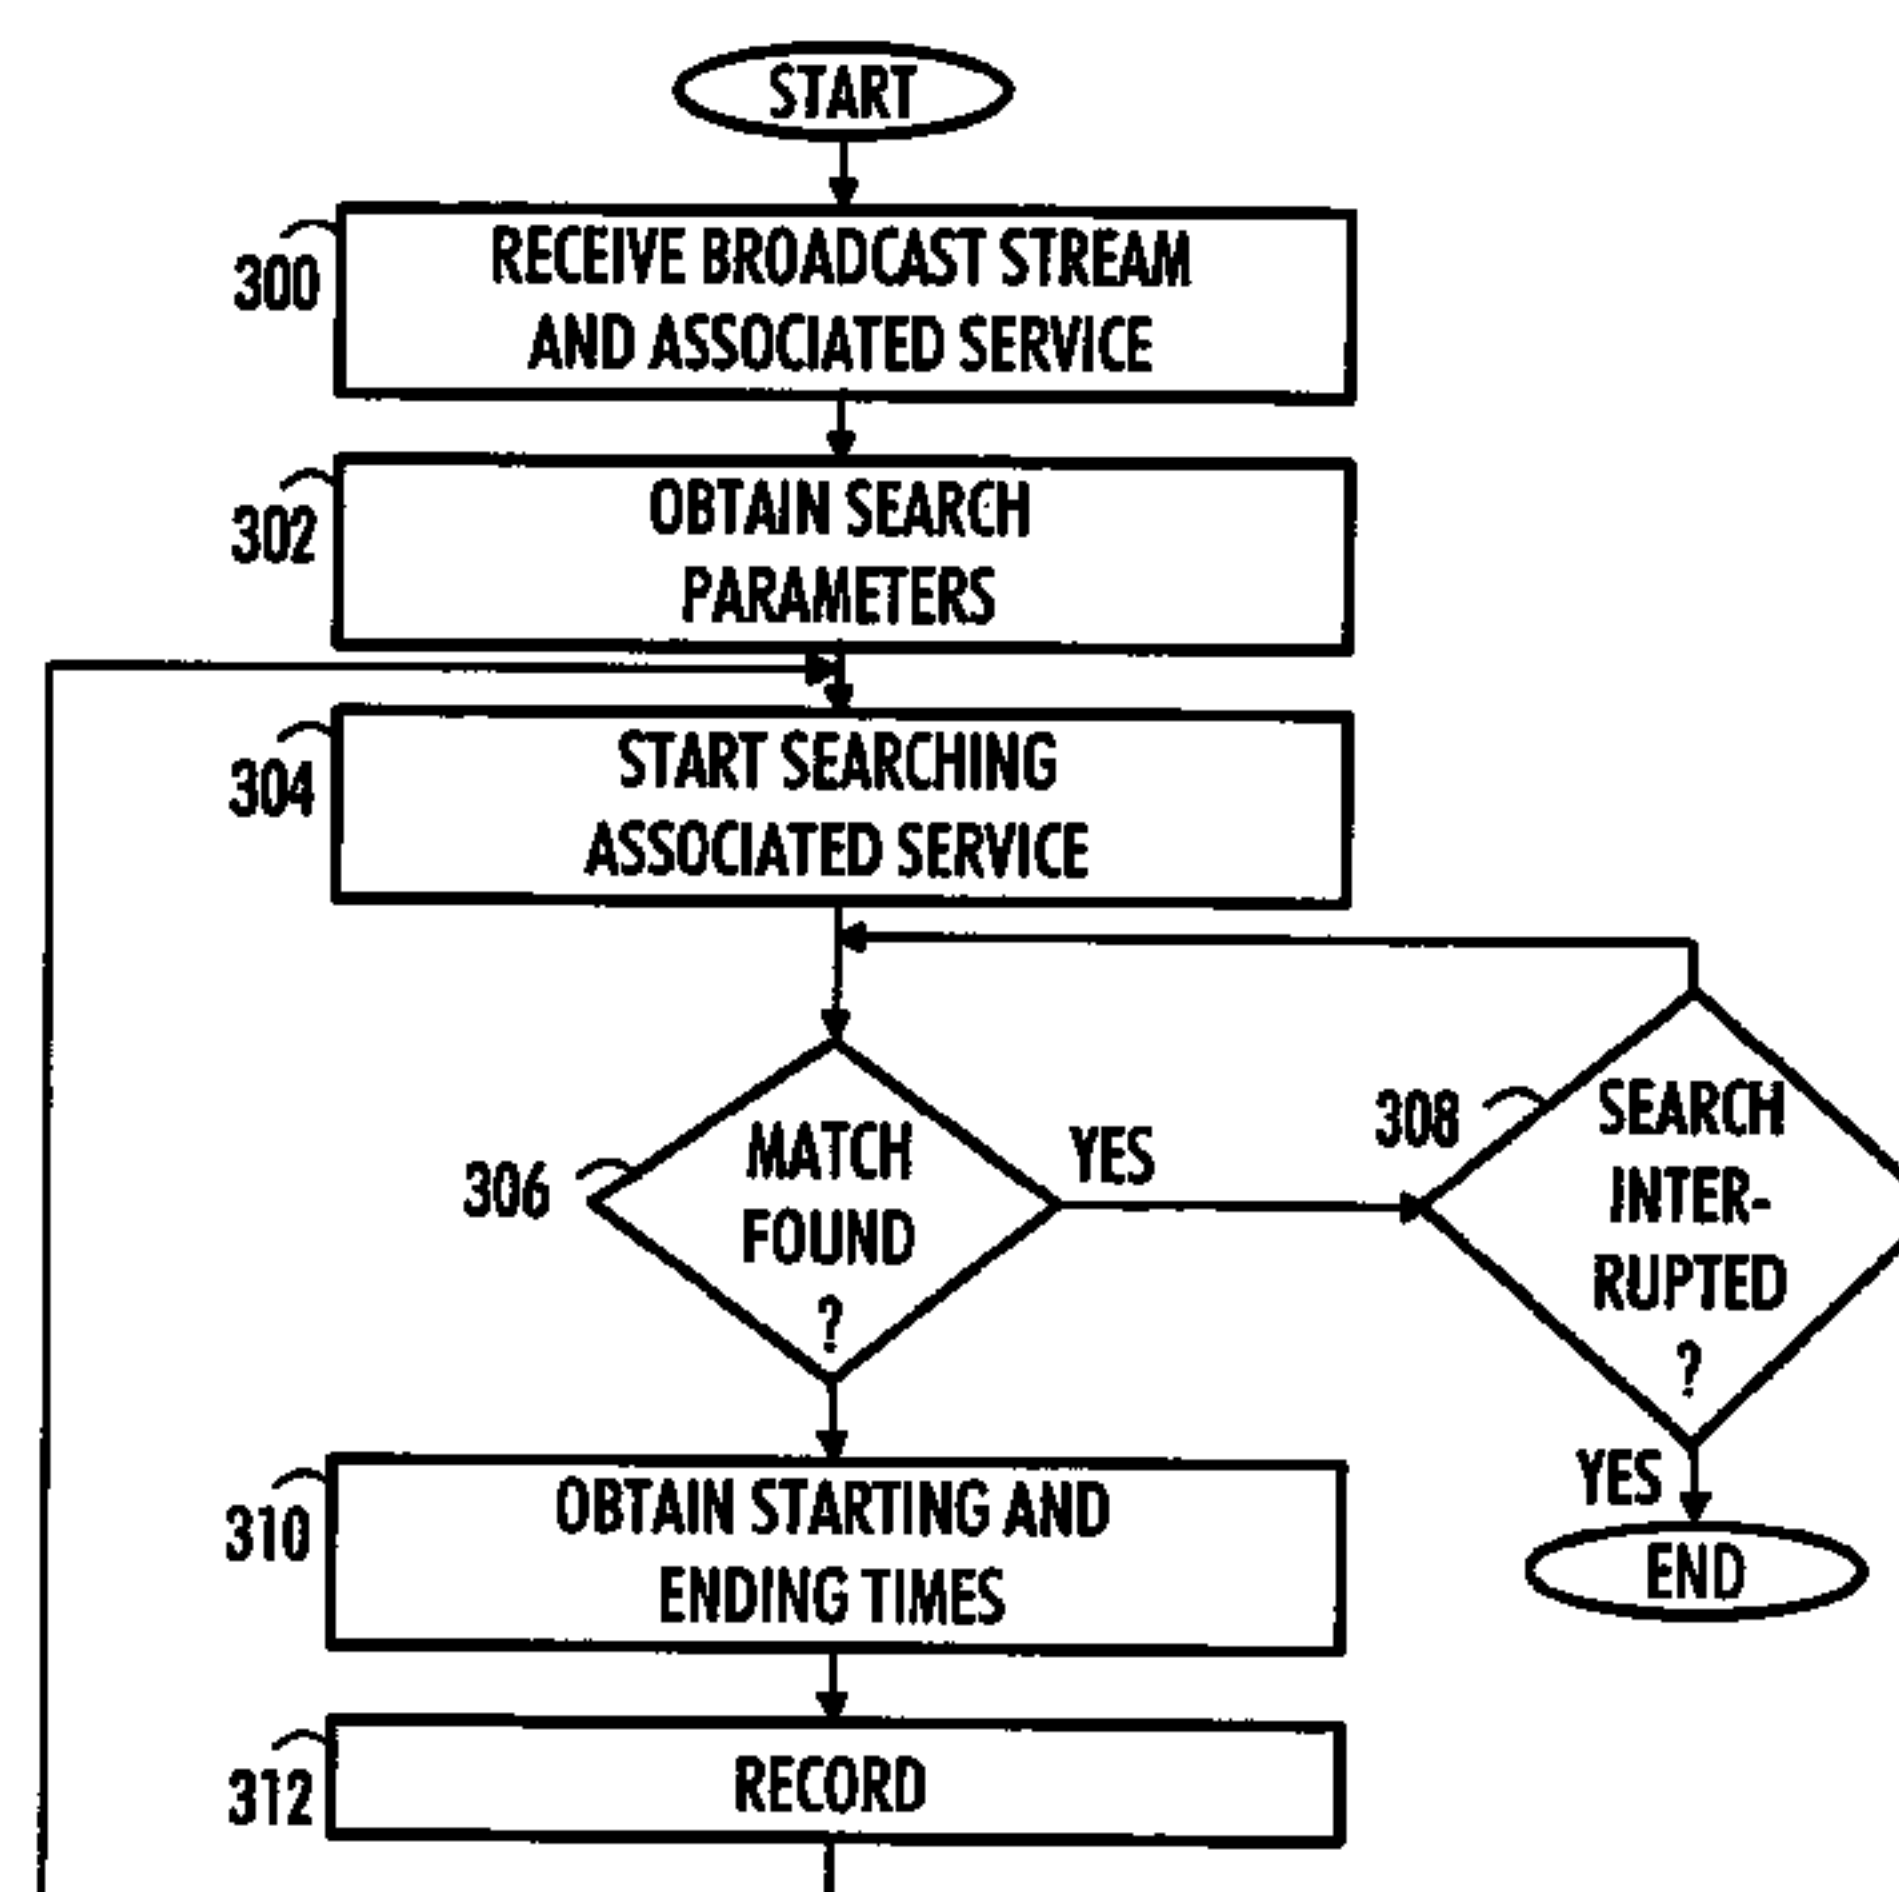 START
300
RECEIVE BROADCAST STREAM
AND ASSOCIATED SERVICE
302
OBTAIN SEARCH
PARAMETERS
304
START SEARCHING
ASSOCIATED SERVICE
306
MATCH
FOUND
?
YES
308
SEARCH
INTER-
RUPTED
?
YES
END
310
OBTAIN STARTING AND
ENDING TIMES
312
RECORD